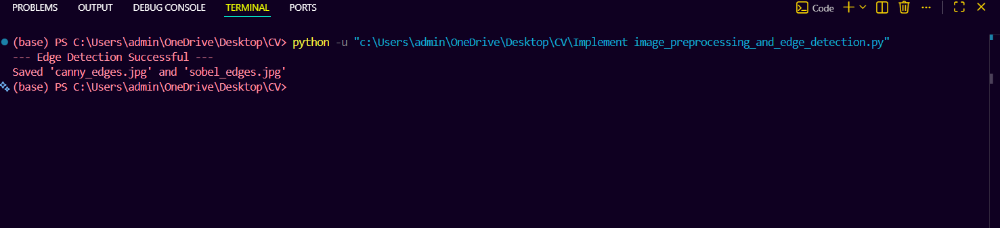 PROBLEMS OUTPUT DEBUG CONSOLE TERMINAL PORTS Code
(base) PS C:\Users\admin\OneDrive\Desktop\CV> python -u "c:\Users\admin\OneDrive\Desktop\CV\Implement image_preprocessing_and_edge_detection.py"
--- Edge Detection Successful ---
Saved 'canny_edges.jpg' and 'sobel_edges.jpg'
(base) PS C:\Users\admin\OneDrive\Desktop\CV>